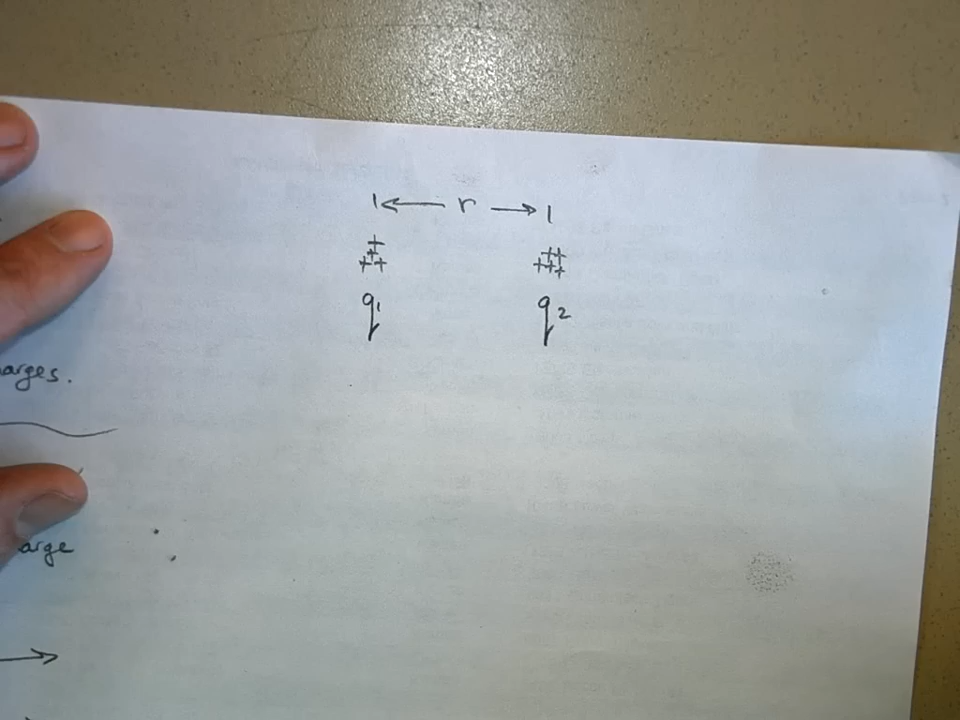 |← r →|
+ + + +
+ + + + +
q1 q2
arges.
arge
→